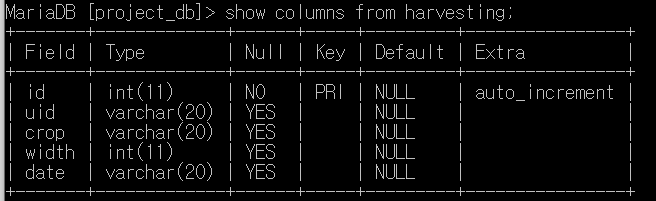 MariaDB [project_db]> show columns from harvesting;
+-------+-------------+------+-----+---------+----------------+
| Field | Type        | Null | Key | Default | Extra          |
+-------+-------------+------+-----+---------+----------------+
| id    | int(11)     | NO   | PRI | NULL    | auto_increment |
| uid   | varchar(20) | YES  |     | NULL    |                |
| crop  | varchar(20) | YES  |     | NULL    |                |
| width | int(11)     | YES  |     | NULL    |                |
| date  | varchar(20) | YES  |     | NULL    |                |
+-------+-------------+------+-----+---------+----------------+